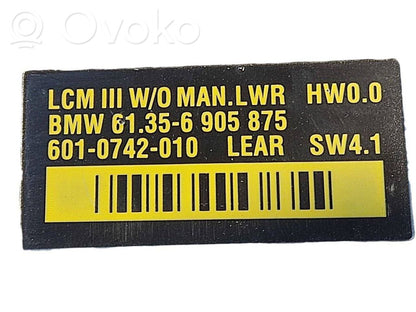 Ovoko
LCM III W/O MAN.LWR HW0.0
BMW 61.35-6 905 875
601-0742-010 LEAR SW4.1